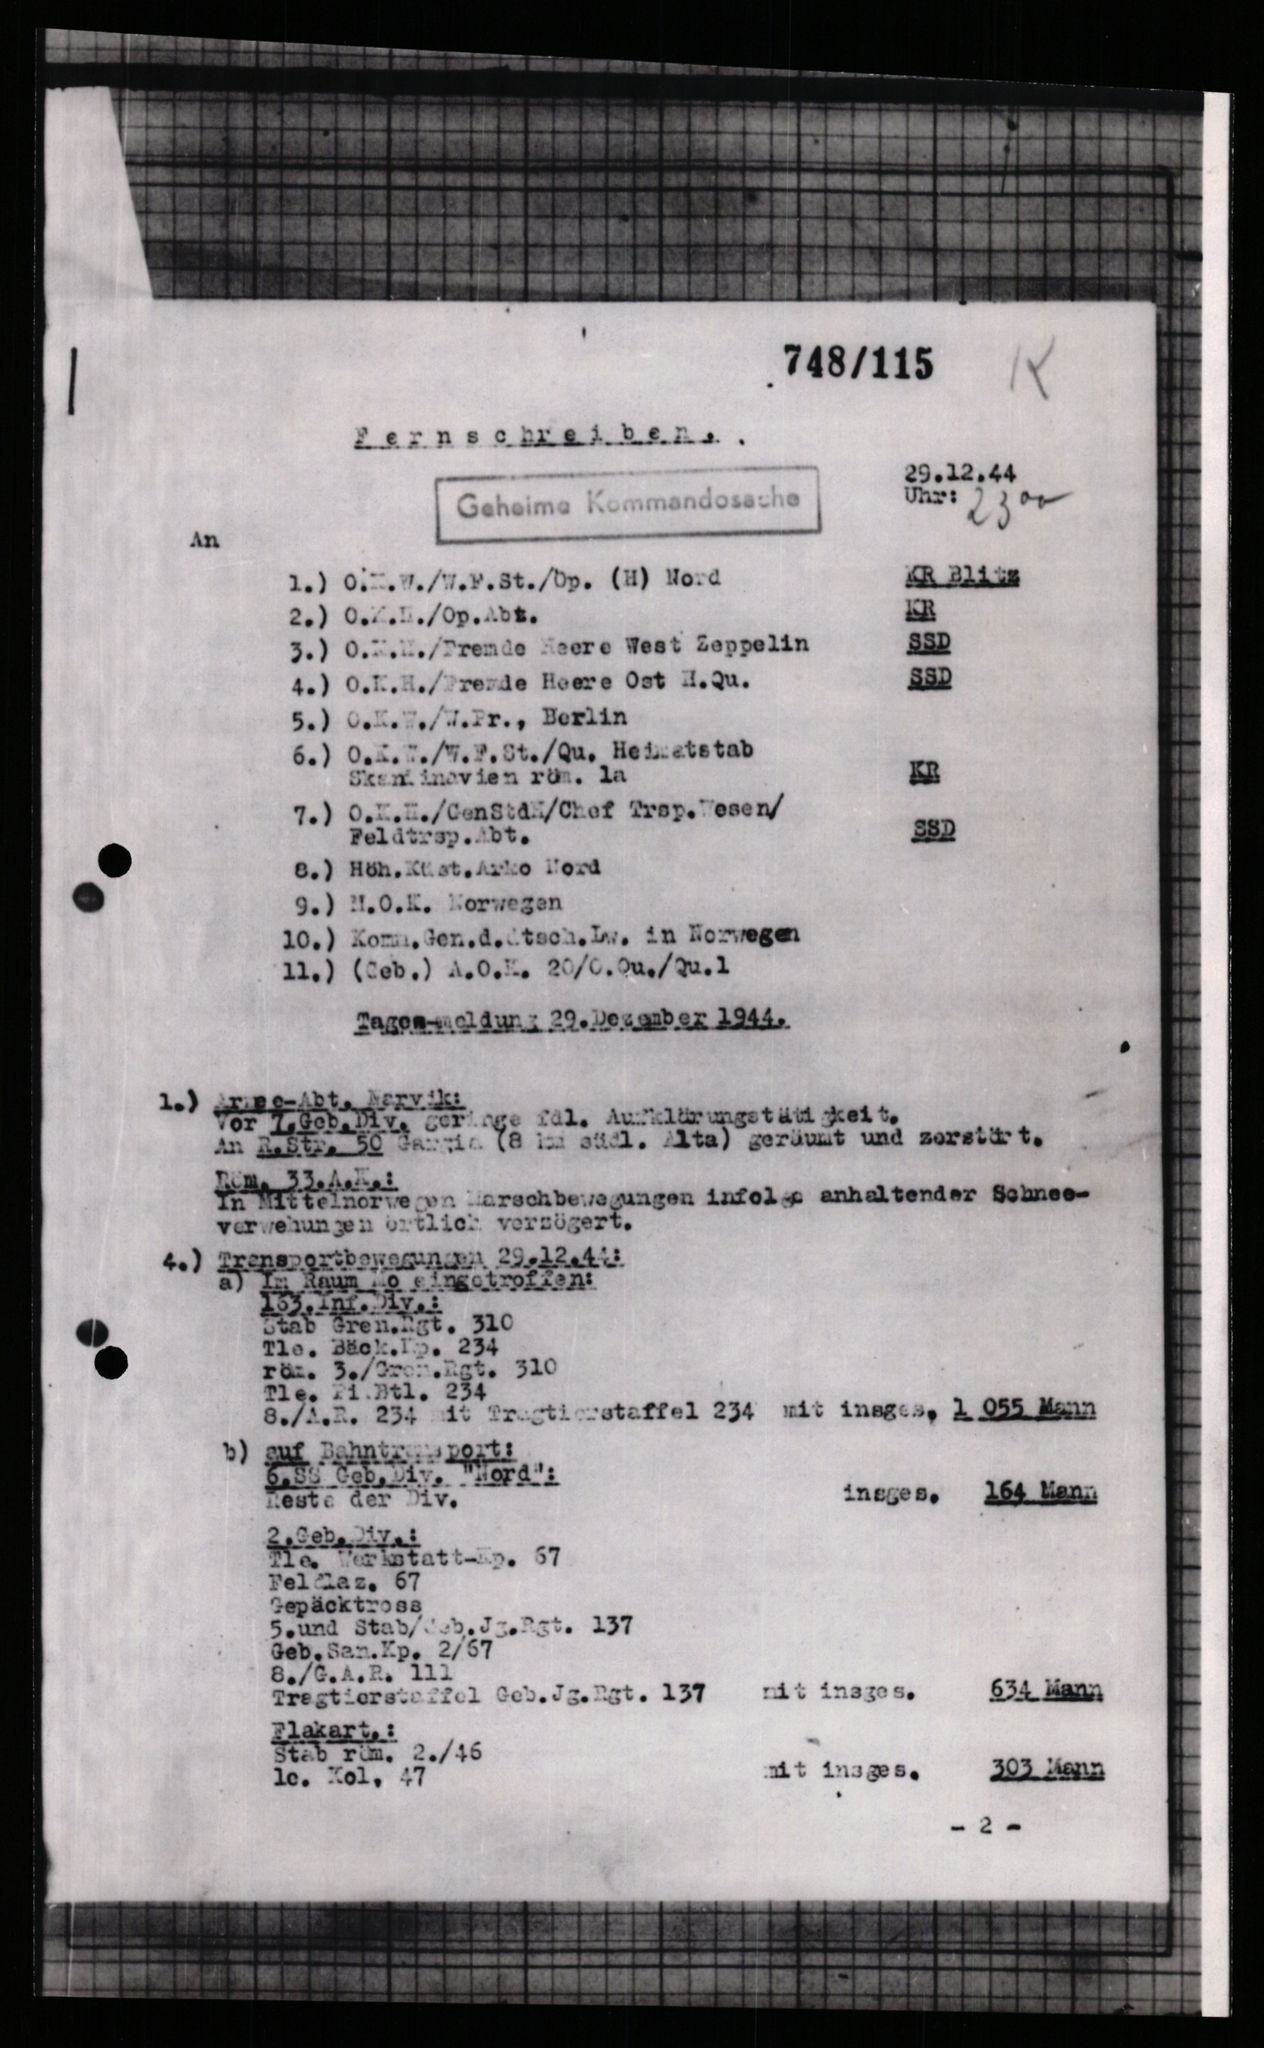 748/115
K
F e r n s c h r e i b e n .
29.12.44
Geheime Kommandosache
Uhr: 23⁰⁰
An
1.) O.K.W./W.F.St./Op. (H) Nord KR Blitz
2.) O.K.H./Op.Abt. KR
3.) O.K.H./Fremde Heere West Zeppelin SSD
4.) O.K.H./Fremde Heere Ost H.Qu. SSD
5.) O.K.W./W.Pr., Berlin
6.) O.K.W./W.F.St./Qu. Heimatstab
Skandinavien röm. 1a KR
7.) O.K.H./GenStdH/Chef Trsp.Wesen/
Feldtrsp.Abt. SSD
8.) Höh.Küst.Arko Nord
9.) M.O.K. Norwegen
10.) Komm.Gen.d.dtsch.Lw. in Norwegen
11.) (Geb.) A.O.K. 20/O.Qu./Qu.1
Tages-meldung 29.Dezember 1944.
1.) Armee-Abt. Narvik:
Vor 7.Geb.Div. geringe fdl. Aufklärungstätigkeit.
An R.Str. 50 Gargia (8 km südl. Alta) geräumt und zerstört.
Röm. 33.A.K.:
In Mittelnorwegen Marschbewegungen infolge anhaltender Schnee-
verwehungen örtlich verzögert.
4.) Transportbewegungen 29.12.44:
a) Im Raum Mo eingetroffen:
163.Inf.Div.:
Stab Gren.Rgt. 310
Tle. Bäck.Kp. 234
röm. 3./Gren.Rgt. 310
Tle. Pi.Btl. 234
8./A.R. 234 mit Tragtierstaffel 234 mit insges. 1 055 Mann
b) auf Bahntransport:
6.SS Geb.Div. "Nord":
Reste der Div. insges. 164 Mann
2.Geb.Div.:
Tle. Werkstatt-Kp. 67
Feldlaz. 67
Gepäcktross
5.und Stab/Geb.Jg.Rgt. 137
Geb.San.Kp. 2/67
8./G.A.R. 111
Tragtierstaffel Geb.Jg.Rgt. 137 mit insges. 634 Mann
Flakart.:
Stab röm. 2./46
le. Kol. 47 mit insges. 303 Mann
- 2 -